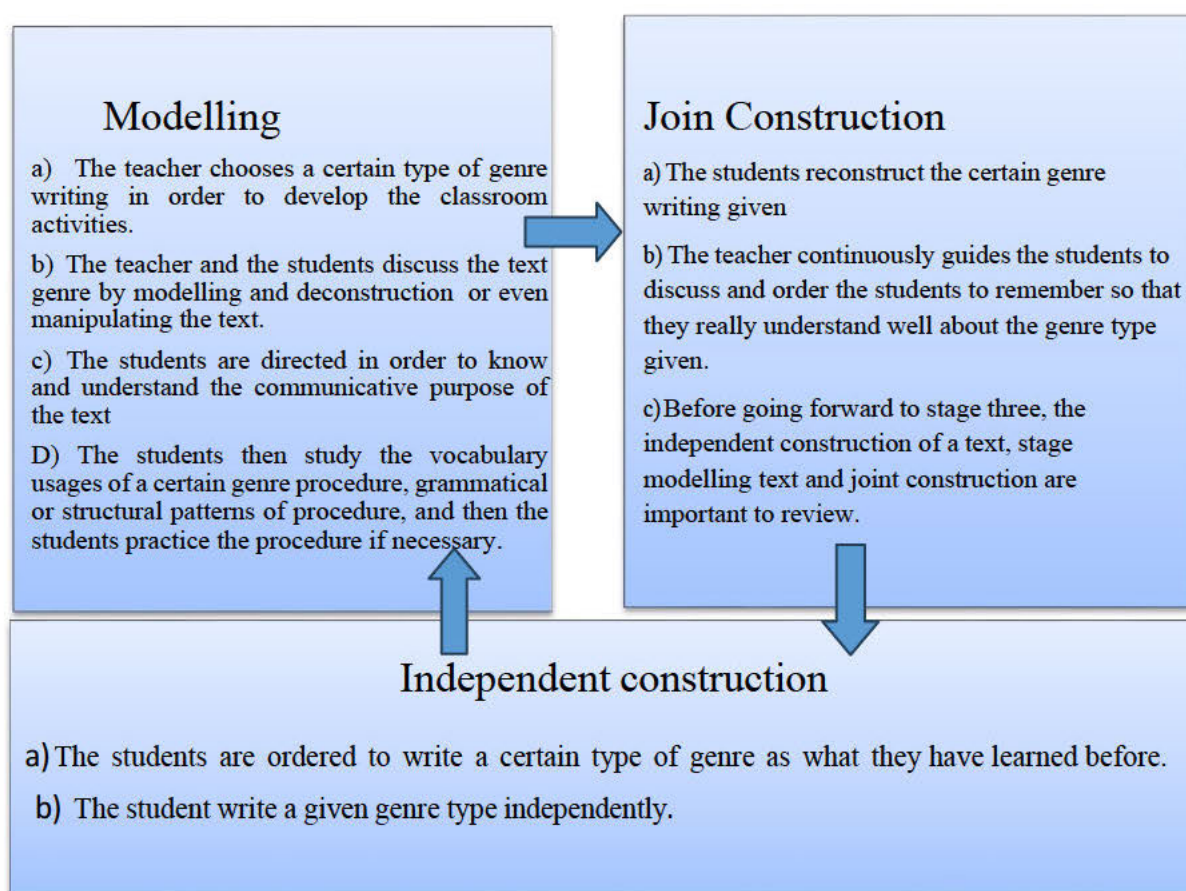 Modelling
a) The teacher chooses a certain type of genre
writing in order to develop the classroom
activities.
b) The teacher and the students discuss the text
genre by modelling and deconstruction or even
manipulating the text.
c) The students are directed in order to know
and understand the communicative purpose of
the text
D) The students then study the vocabulary
usages of a certain genre procedure, grammatical
or structural patterns of procedure, and then the
students practice the procedure if necessary.
Join Construction
a) The students reconstruct the certain genre
writing given
b) The teacher continuously guides the students to
discuss and order the students to remember so that
they really understand well about the genre type
given.
c)Before going forward to stage three, the
independent construction of a text, stage
modelling text and joint construction are
important to review.
Independent construction
a) The students are ordered to write a certain type of genre as what they have learned before.
b) The student write a given genre type independently.